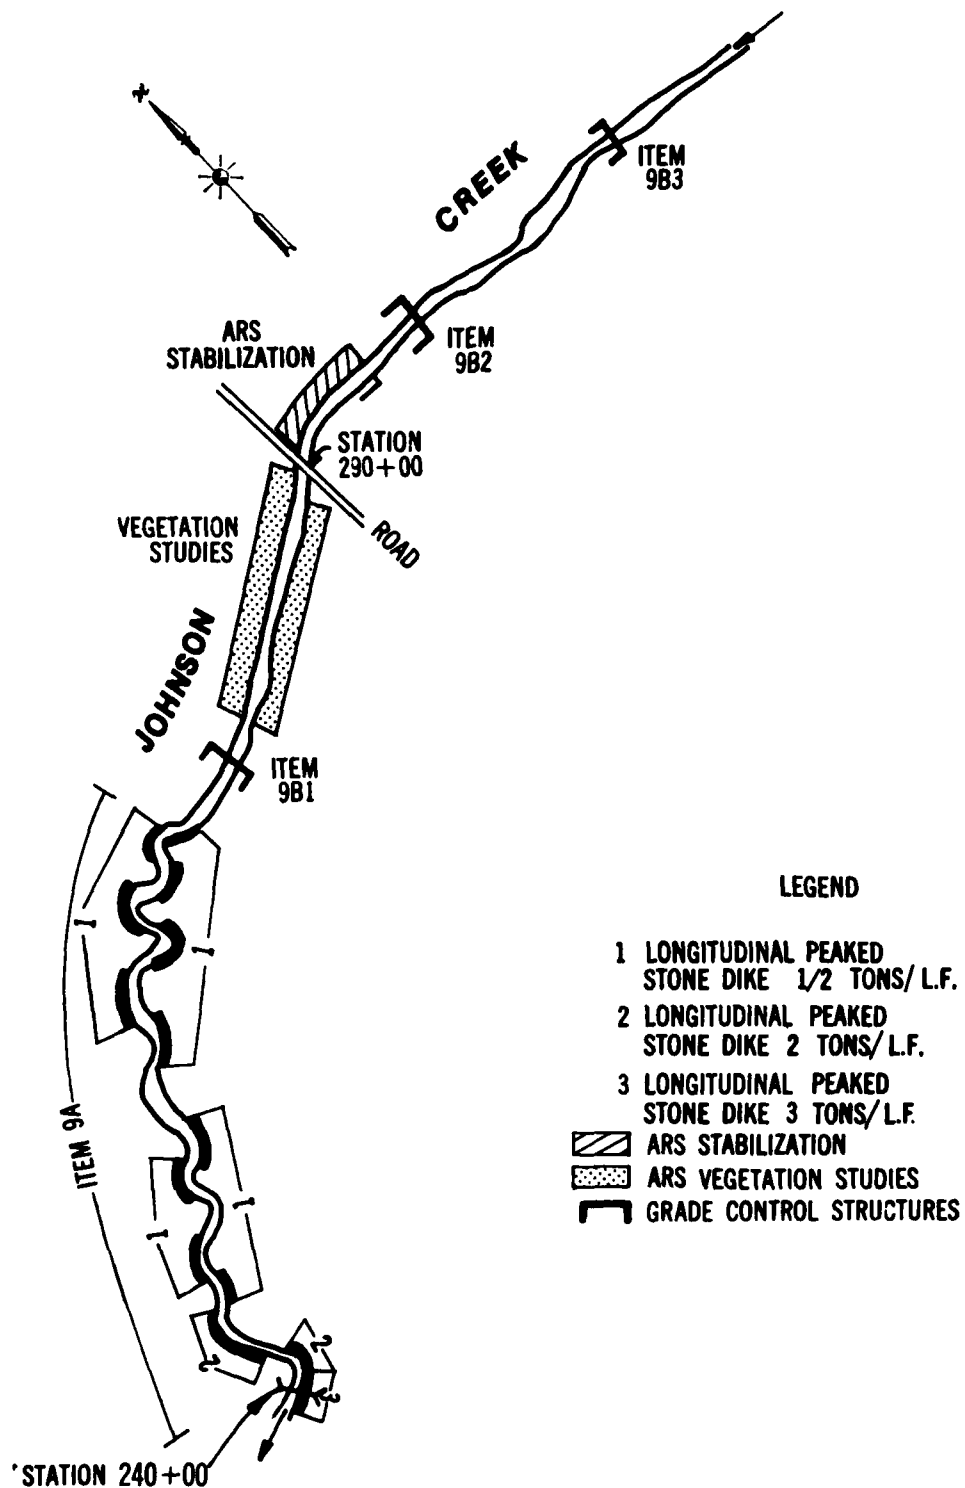 N
CREEK
ITEM
9B3
ARS
STABILIZATION
ITEM
9B2
STATION
290+00
ROAD
VEGETATION
STUDIES
JOHNSON
ITEM
9B1
1
1
ITEM 9A
1
1
2
2
3
STATION 240+00
LEGEND
1 LONGITUDINAL PEAKED
STONE DIKE 1/2 TONS/L.F.
2 LONGITUDINAL PEAKED
STONE DIKE 2 TONS/L.F.
3 LONGITUDINAL PEAKED
STONE DIKE 3 TONS/L.F.
ARS STABILIZATION
ARS VEGETATION STUDIES
GRADE CONTROL STRUCTURES